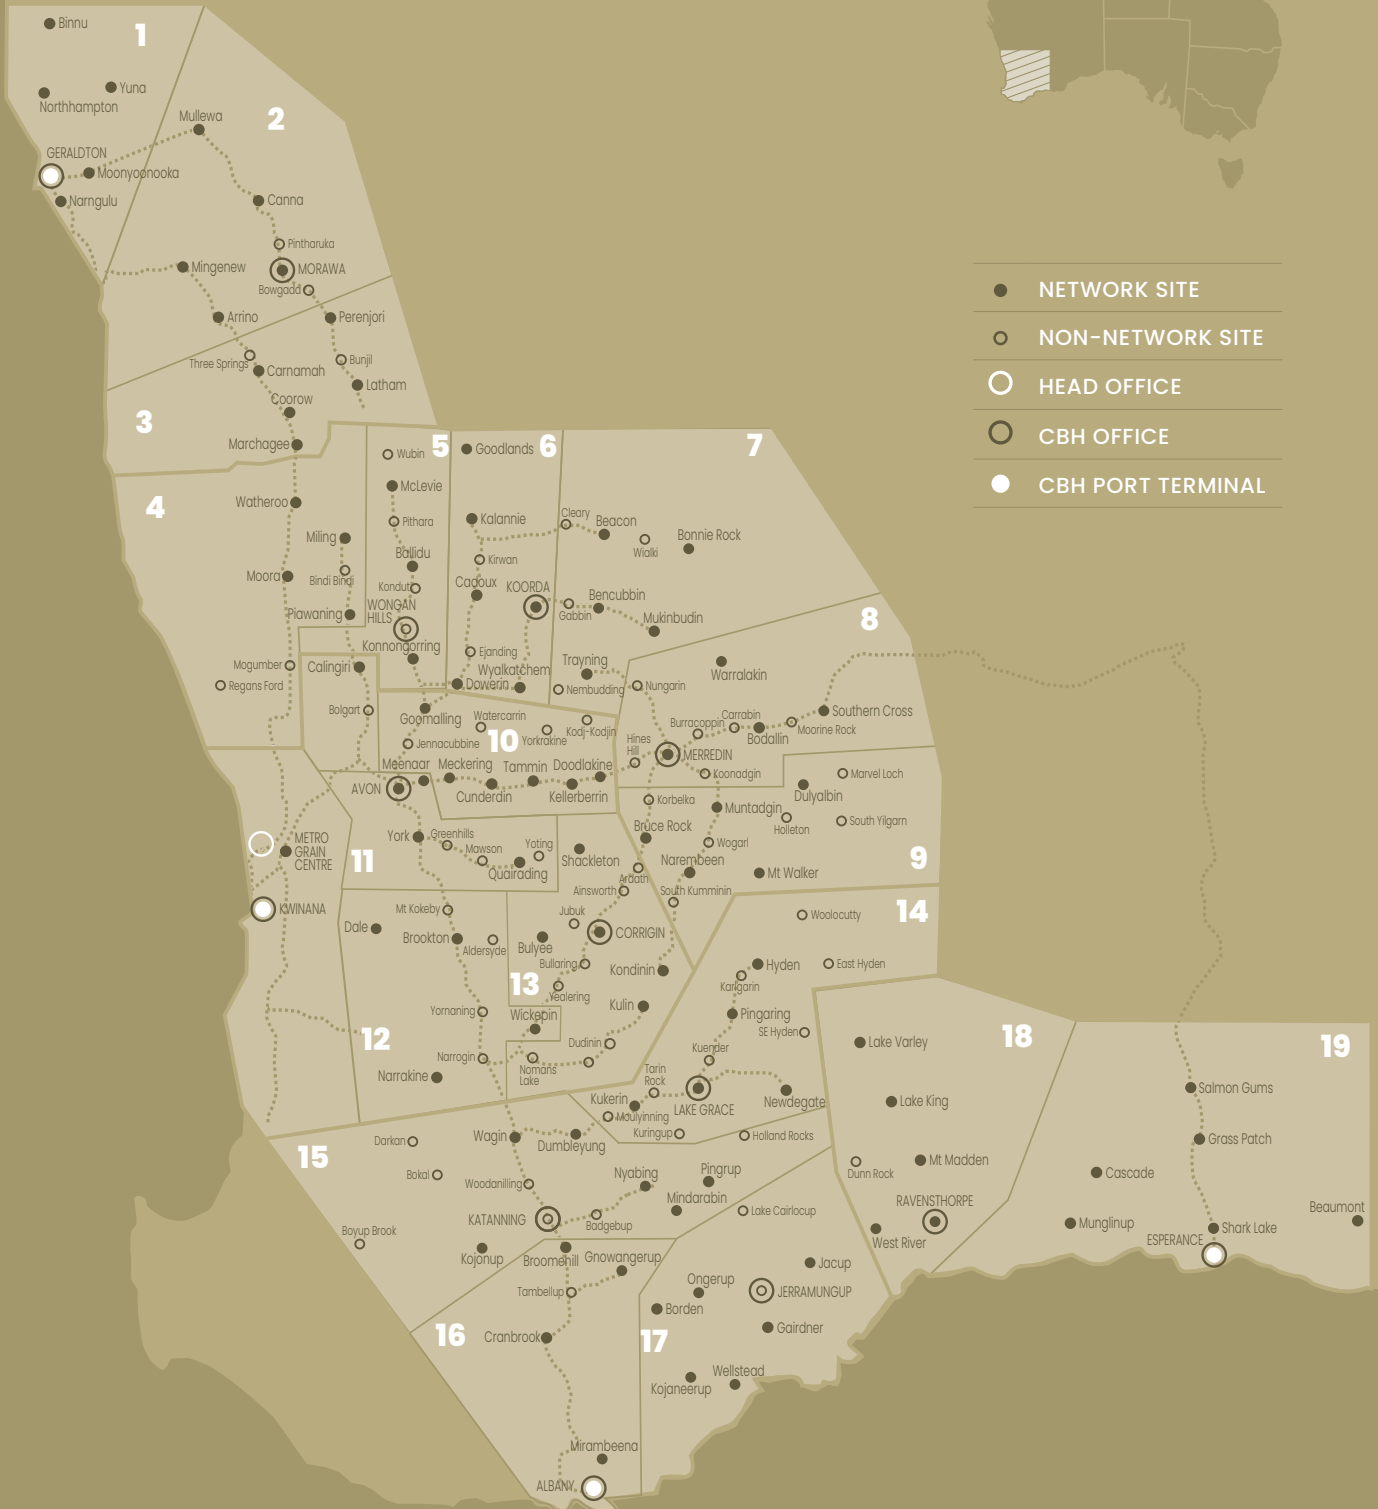 Binnu
1
Yuna
Northhampton
2
Mullewa
GERALDTON
Moonyoonooka
Narngulu
Canna
Pintharuka
Mingenew
MORAWA
Bowgada
Arrino
Perenjori
Three Springs
Bunjil
Carnamah
Latham
Coorow
3
Marchagee
NETWORK SITE
NON-NETWORK SITE
HEAD OFFICE
CBH OFFICE
CBH PORT TERMINAL
4
5
6
7
Wubin
Goodlands
McLevie
Watheroo
Pithara
Kalannie
Cleary
Beacon
Bonnie Rock
Wialki
Miling
Ballidu
Kirwan
Moora
Bindi Bindi
Kondut
Cadoux
KOORDA
Gabbin
Bencubbin
Piawaning
WONGAN
HILLS
Mukinbudin
8
Konnongorring
Mogumber
Calingiri
Ejanding
Wyalkatchem
Trayning
Warralakin
Regans Ford
Dowerin
Nembudding
Nungarin
Bolgart
Goomalling
Watercarrin
Kodj-Kodjin
Yorkrakine
10
Burracoppin
Carrabin
Bodallin
Moorine Rock
Southern Cross
Jennacubbine
Hines
Hill
MERREDIN
Meenaar
Meckering
Tammin
Doodlakine
Koonadgin
Marvel Loch
AVON
Cunderdin
Kellerberrin
Korbelka
Dulyalbin
Muntadgin
Holleton
South Yilgarn
METRO
GRAIN
CENTRE
York
Greenhills
Mawson
Yoting
Quairading
Shackleton
Bruce Rock
Wogarl
11
Narembeen
Mt Walker
9
Ardath
Ainsworth
South Kumminin
KWINANA
Mt Kokeby
Jubuk
14
Woolocutty
Dale
Brookton
Aldersyde
Bulyee
CORRIGIN
Bullaring
Kondinin
Hyden
East Hyden
13
Kangarin
Yealering
Yornaning
Wickepin
Kulin
Pingaring
SE Hyden
12
Dudinin
Kuender
Lake Varley
18
19
Narrogin
Nomans
Lake
Tarin
Rock
Narrakine
Kukerin
LAKE GRACE
Newdegate
Lake King
Salmon Gums
Moulyinning
Wagin
Dumbleyung
Kuringup
Holland Rocks
Darkan
15
Grass Patch
Bokal
Woodanilling
Nyabing
Pingrup
Dunn Rock
Mt Madden
Cascade
Mindarabin
KATANNING
Badgebup
Lake Cairlocup
RAVENSTHORPE
Beaumont
Boyup Brook
West River
Munglinup
Shark Lake
ESPERANCE
Kojonup
Broomehill
Gnowangerup
Jacup
Tambellup
Ongerup
JERRAMUNGUP
Borden
16
Cranbrook
17
Gairdner
Kojaneerup
Wellstead
Mirambeena
ALBANY